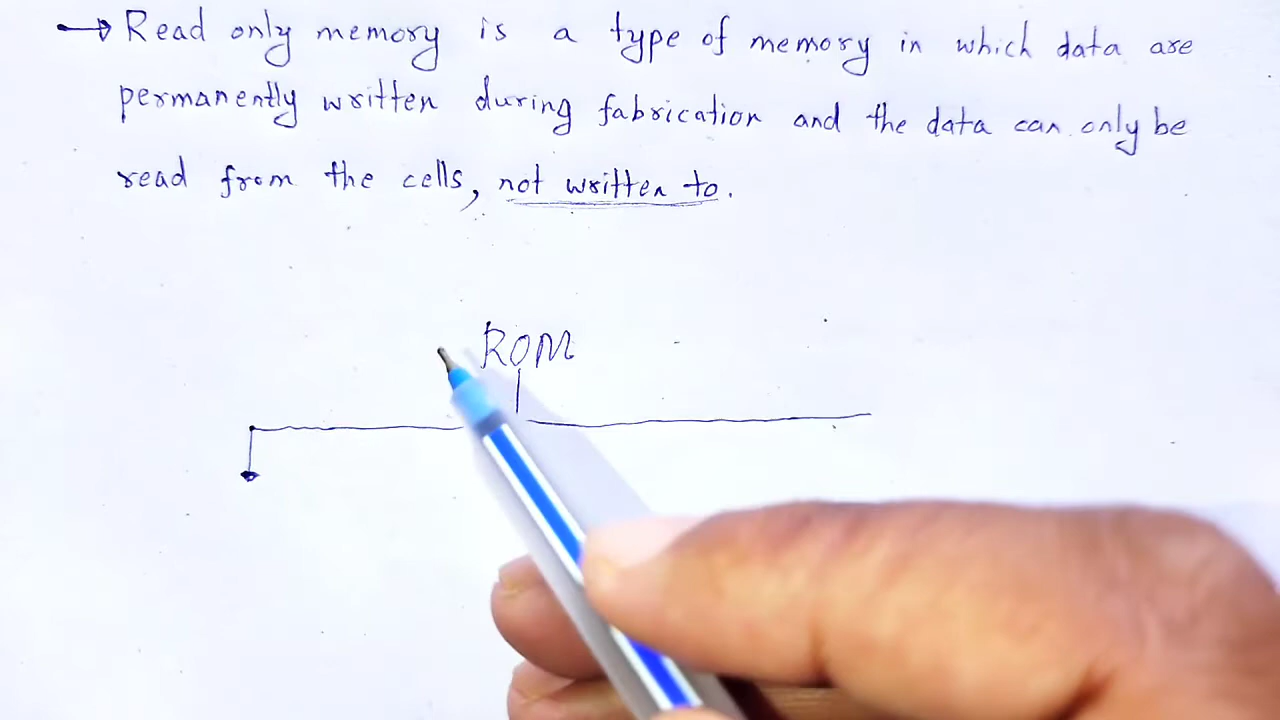 → Read only memory is a type of memory in which data are
permanently written during fabrication and the data can only be
read from the cells, not written to.
ROM